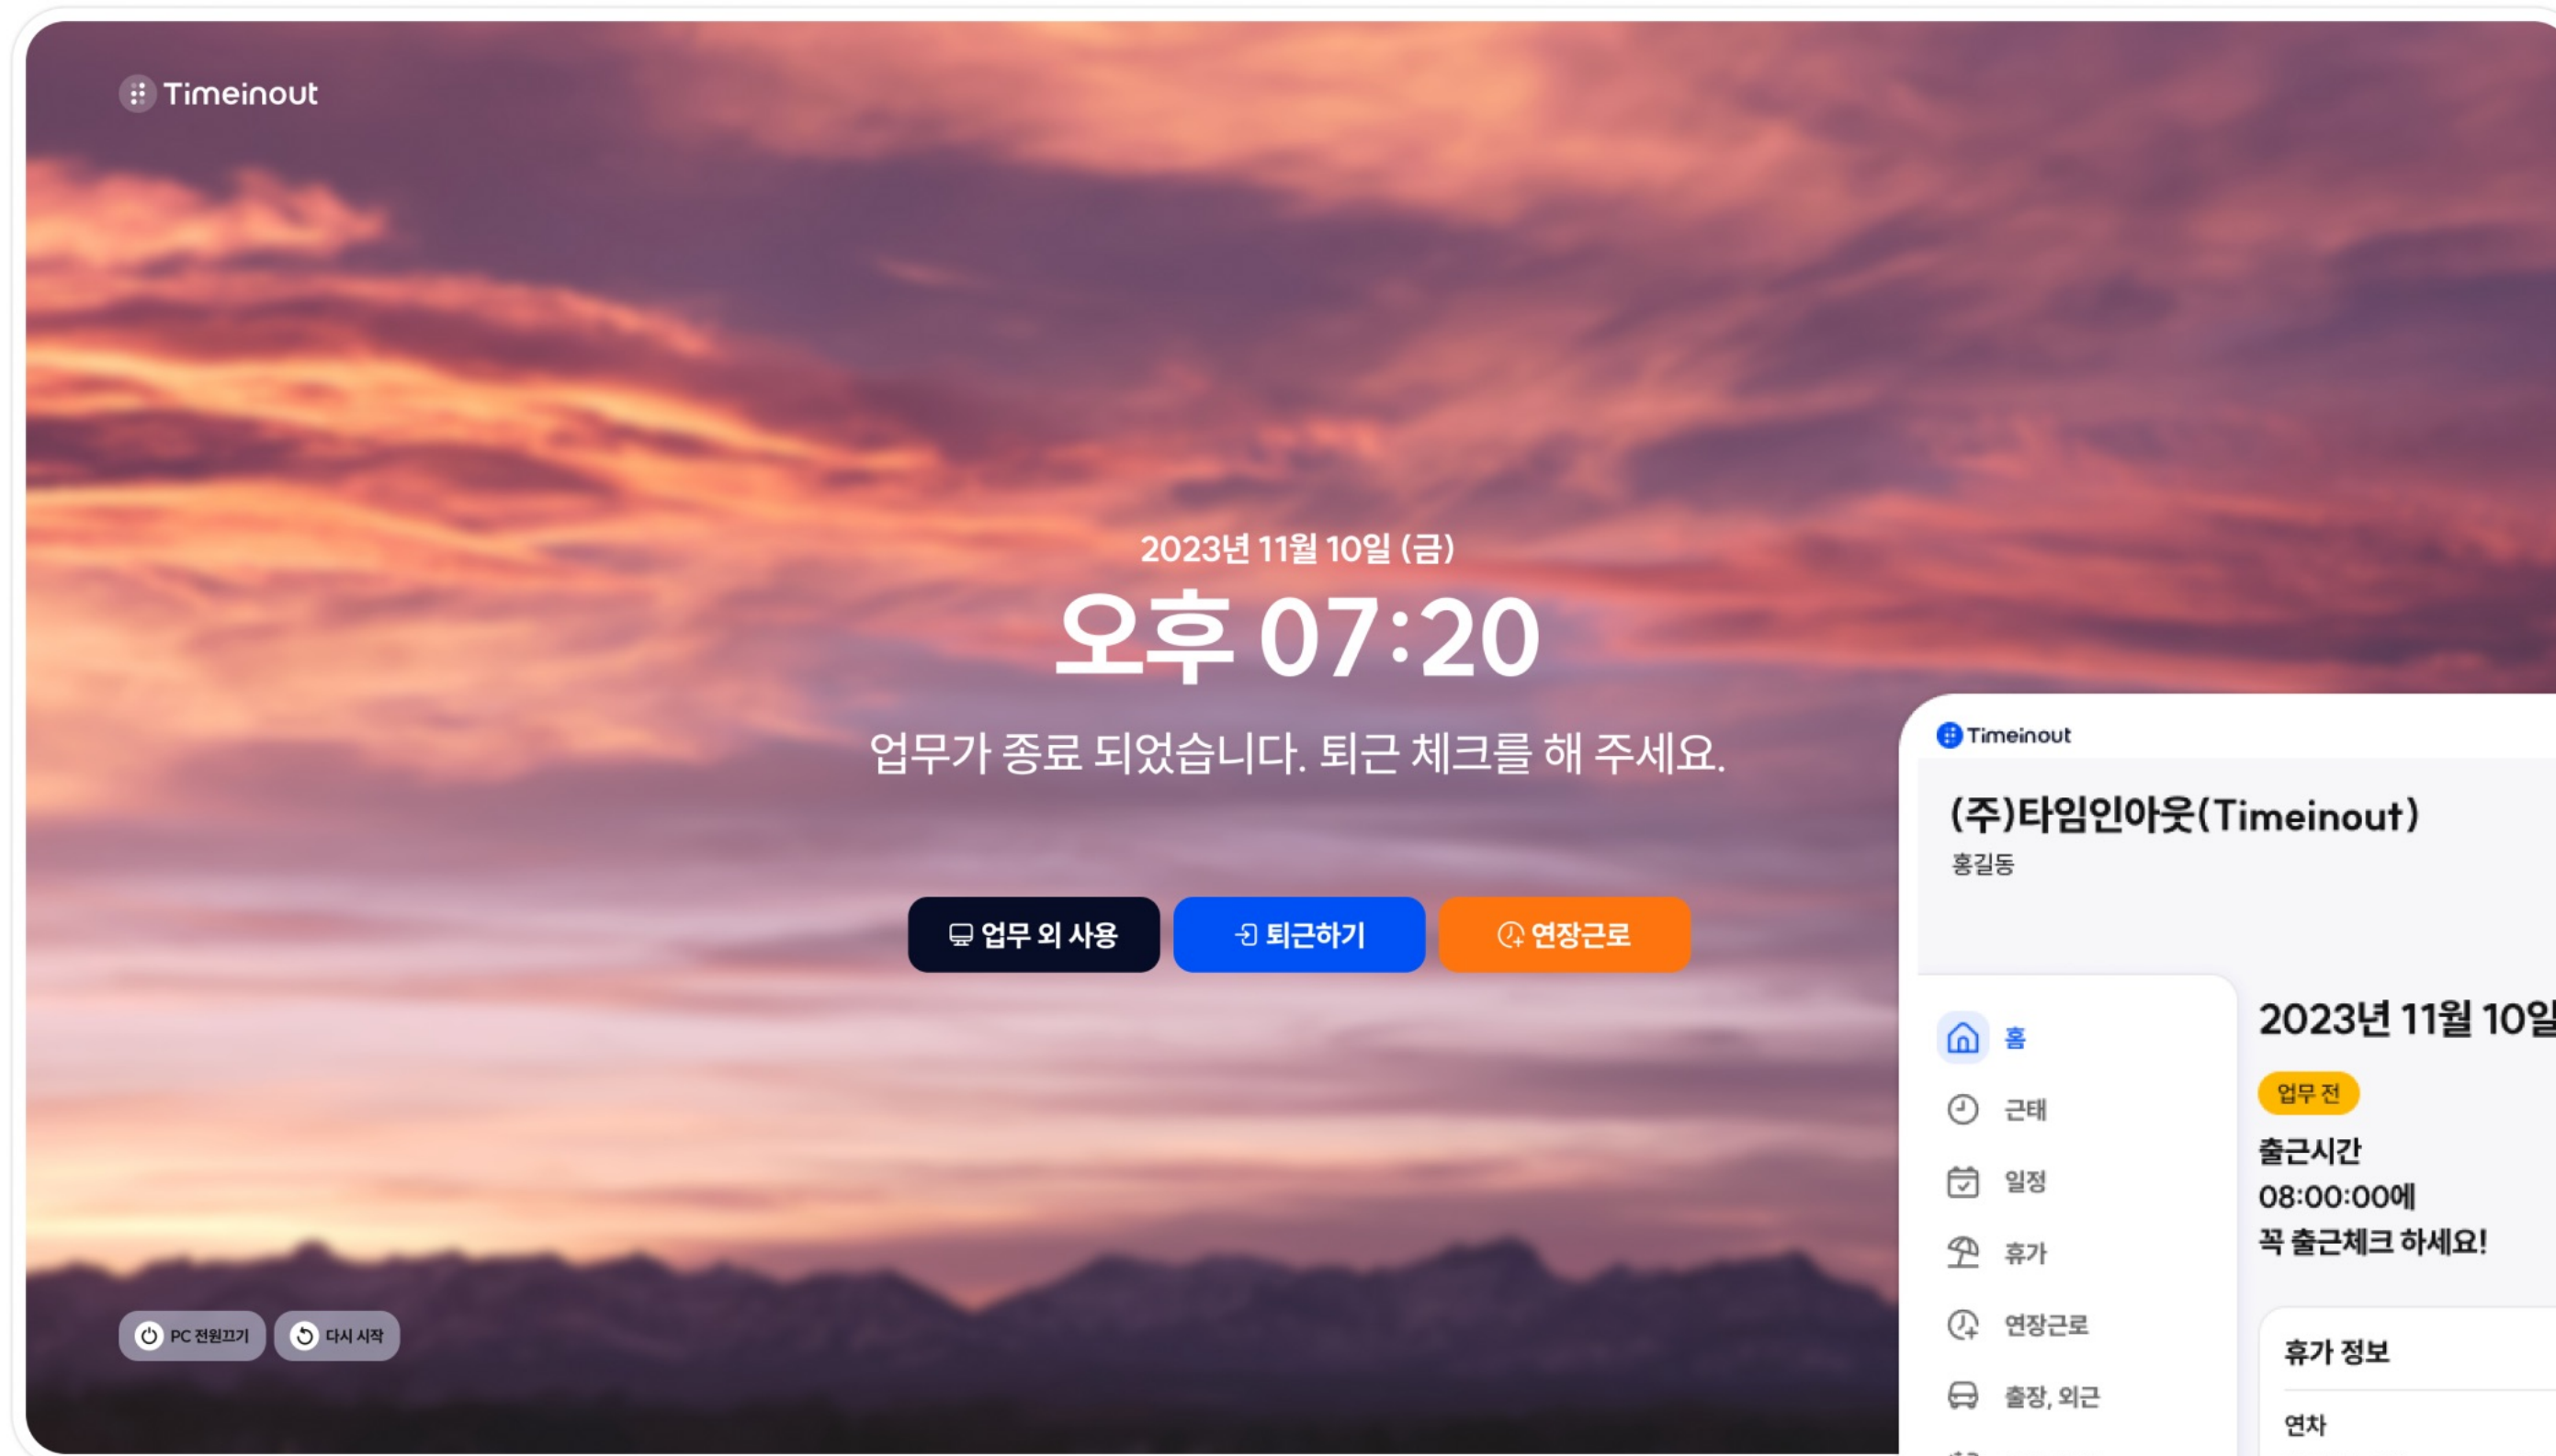 Timeinout
2023년 11월 10일 (금)
오후 07:20
업무가 종료 되었습니다. 퇴근 체크를 해 주세요.
업무 외 사용
퇴근하기
연장근로
PC 전원끄기
다시 시작
Timeinout
(주)타임인아웃(Timeinout)
홍길동
홈
근태
일정
휴가
연장근로
출장, 외근
2023년 11월 10일
업무 전
출근시간
08:00:00에
꼭 출근체크 하세요!
휴가 정보
연차